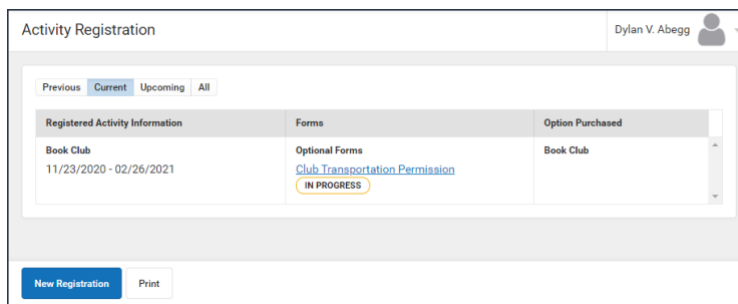 Activity Registration
Dylan V. Abegg
Previous Current Upcoming All
Registered Activity Information Forms Option Purchased
Book Club Optional Forms Book Club
11/23/2020 - 02/26/2021 Club Transportation Permission
IN PROGRESS
New Registration Print